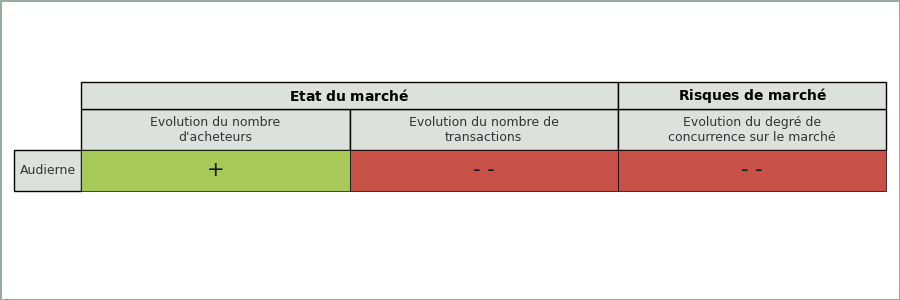 Etat du marché
Risques de marché
Evolution du nombre
d'acheteurs
Evolution du nombre de
transactions
Evolution du degré de
concurrence sur le marché
Audierne
+
- -
- -